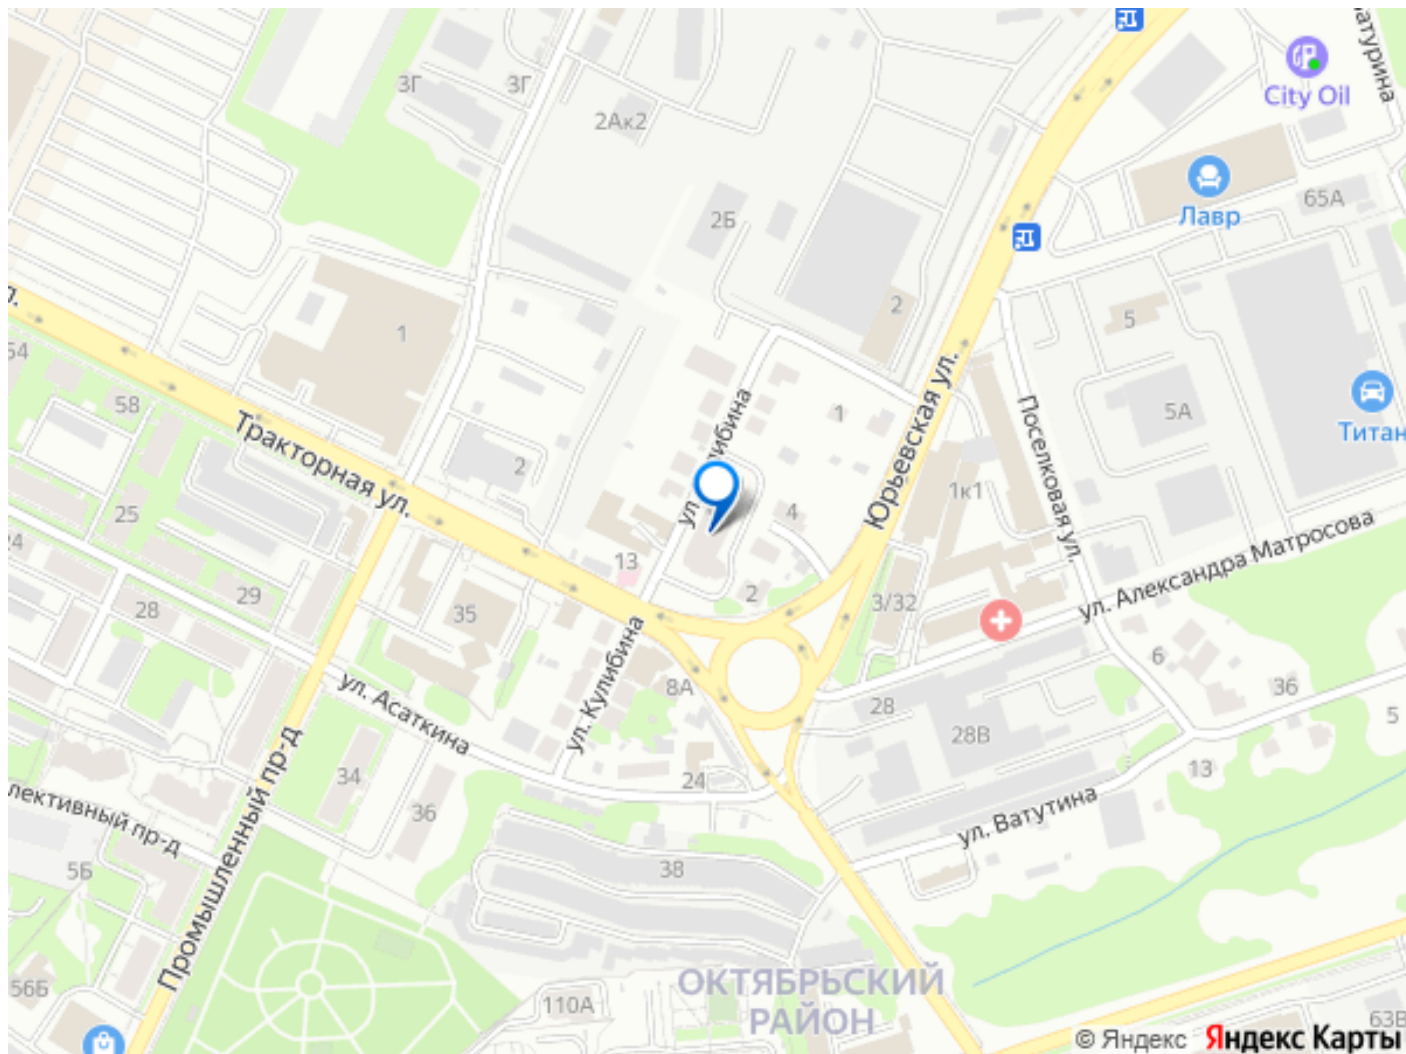 атурина
City Oil
3Г
3Г
2Ак2
65А
Лавр
2Б
2
5
1
л.
54
58
Тракторная ул.
2
ул. Кулибина
1
Юрьевская ул.
Поселковая ул.
5А
Титан
1к1
4
25
24
13
ул. Александра Матросова
28
29
35
2
3/32
6
36
5
8А
28
28В
ул. Асаткина
ул. Кулибина
Промышленный пр-д
34
36
24
13
ул. Ватутина
лективный пр-д
5Б
38
56Б
110А
ОКТЯБРЬСКИЙ
РАЙОН
63В
© Яндекс Яндекс Карты